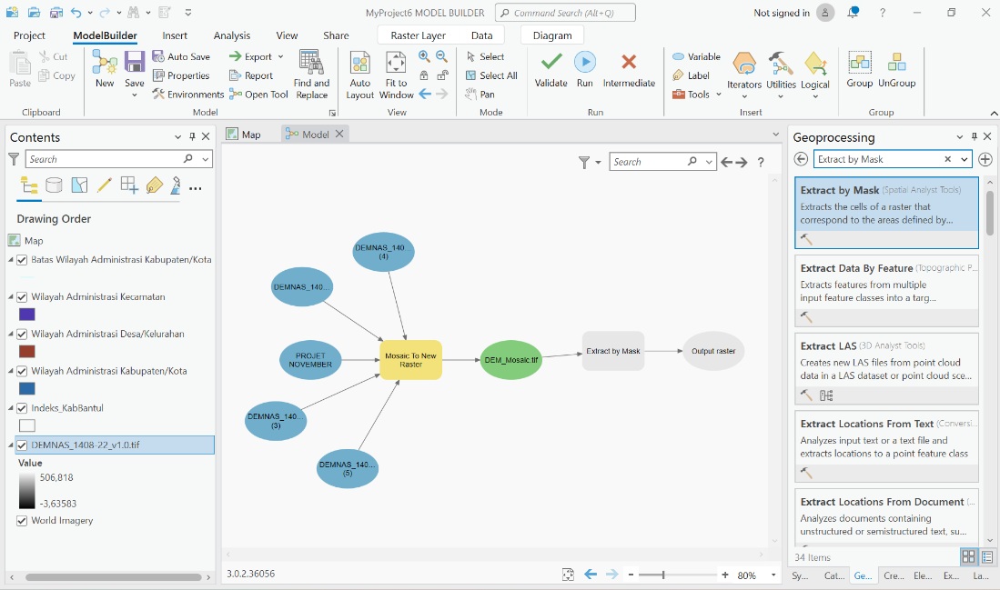 MyProject6 MODEL BUILDER
Command Search (Alt+Q)
Not signed in
?
Project
ModelBuilder
Insert
Analysis
View
Share
Raster Layer
Data
Diagram
Paste
Cut
Copy
Clipboard
New
Save
Auto Save
Properties
Environments
Export
Report
Open Tool
Find and
Replace
Model
Auto
Layout
Fit to
Window
View
Select
Select All
Pan
Mode
Validate
Run
Intermediate
Run
Variable
Label
Tools
Iterators
Utilities
Logical
Insert
Group
UnGroup
Group
Contents
Search
Drawing Order
Map
Batas Wilayah Administrasi Kabupaten/Kota
Wilayah Administrasi Kecamatan
Wilayah Administrasi Desa/Kelurahan
Wilayah Administrasi Kabupaten/Kota
Indeks_KabBantul
DEMNAS_1408-22_v1.0.tif
Value
506,818
-3,63583
World Imagery
Map
Model
Search
?
DEMNAS_140...
(4)
DEMNAS_140...
PROJET
NOVEMBER
DEMNAS_140...
(3)
DEMNAS_140...
(5)
Mosaic To New
Raster
DEM_Mosaic.tif
Extract by Mask
Output raster
3.0.2.36056
- + 80%
Geoprocessing
Extract by Mask
Extract by Mask (Spatial Analyst Tools)
Extracts the cells of a raster that
correspond to the areas defined by...
Extract Data By Feature (Topographic P...
Extracts features from multiple
input feature classes into a targ...
Extract LAS (3D Analyst Tools)
Creates new LAS files from point cloud
data in a LAS dataset or point cloud sce...
Extract Locations From Text (Conversi...
Analyzes input text or a text file and
extracts locations to a point feature class
Extract Locations From Document (...
Analyzes documents containing
unstructured or semistructured text, su...
34 Items
Sy...
Cat...
Ge...
Cre...
Ele...
Ex...
La...